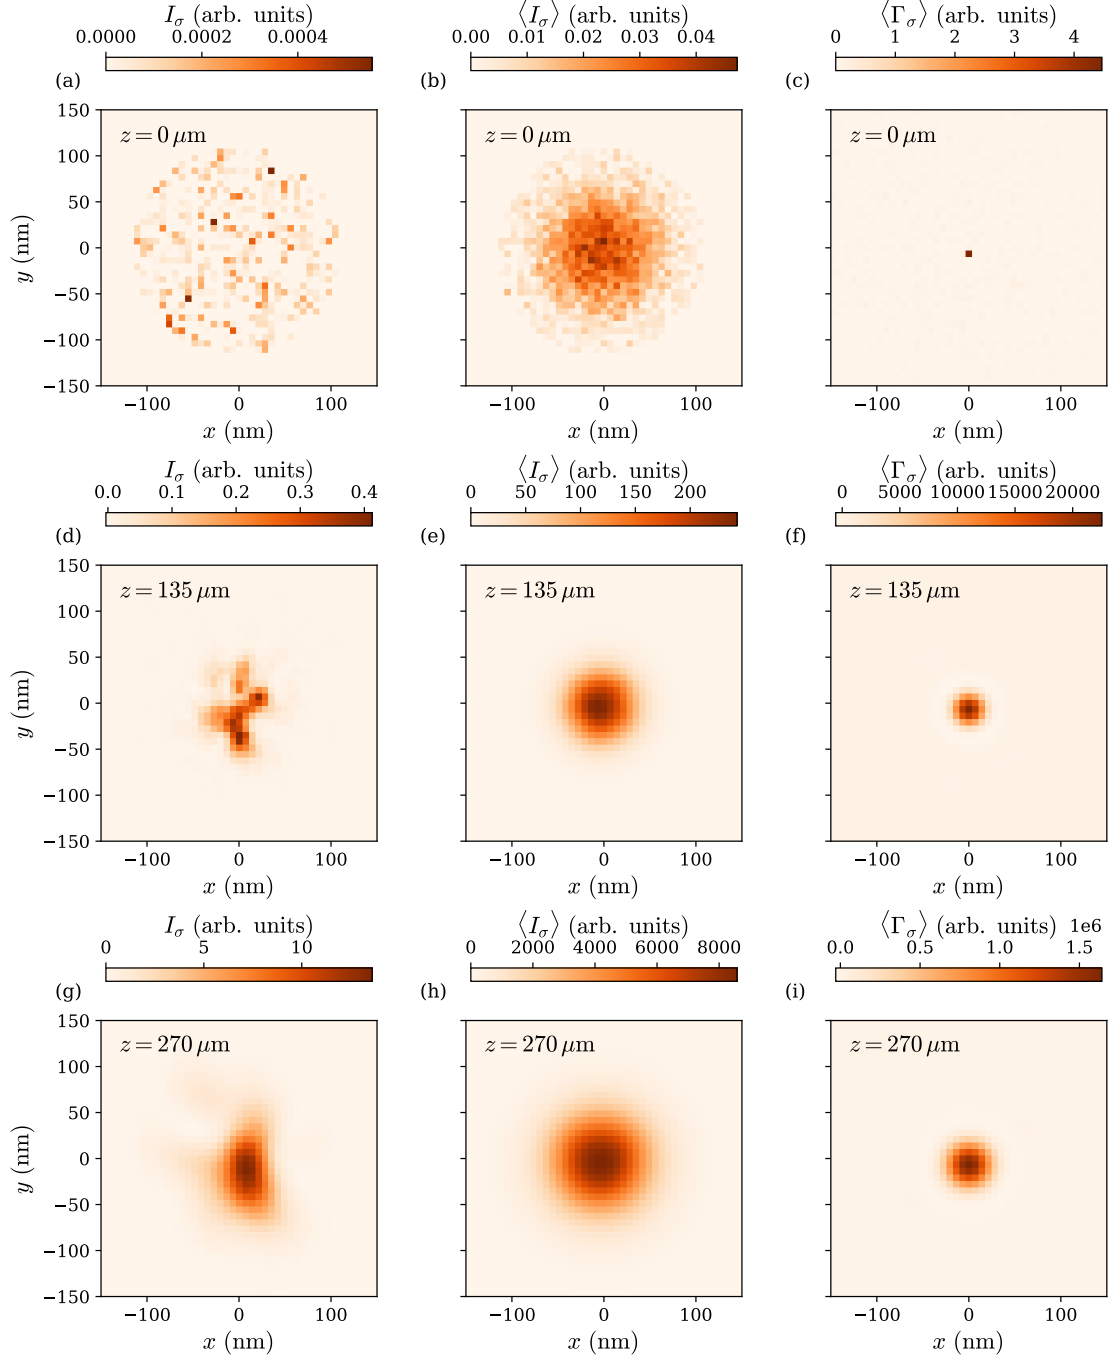 I_σ (arb. units) ⟨I_σ⟩ (arb. units) ⟨Γ_σ⟩ (arb. units)
0.0000 0.0002 0.0004 0.00 0.01 0.02 0.03 0.04 0 1 2 3 4
(a) (b) (c)
z = 0 μm z = 0 μm z = 0 μm
150
100
50
0
−50
−100
−150
y (nm)
−100 0 100 −100 0 100 −100 0 100
x (nm) x (nm) x (nm)
I_σ (arb. units) ⟨I_σ⟩ (arb. units) ⟨Γ_σ⟩ (arb. units)
0.0 0.1 0.2 0.3 0.4 0 50 100 150 200 0 5000 10000 15000 20000
(d) (e) (f)
z = 135 μm z = 135 μm z = 135 μm
150
100
50
0
−50
−100
−150
y (nm)
−100 0 100 −100 0 100 −100 0 100
x (nm) x (nm) x (nm)
I_σ (arb. units) ⟨I_σ⟩ (arb. units) ⟨Γ_σ⟩ (arb. units) 1e6
0 5 10 0 2000 4000 6000 8000 0.0 0.5 1.0 1.5
(g) (h) (i)
z = 270 μm z = 270 μm z = 270 μm
150
100
50
0
−50
−100
−150
y (nm)
−100 0 100 −100 0 100 −100 0 100
x (nm) x (nm) x (nm)